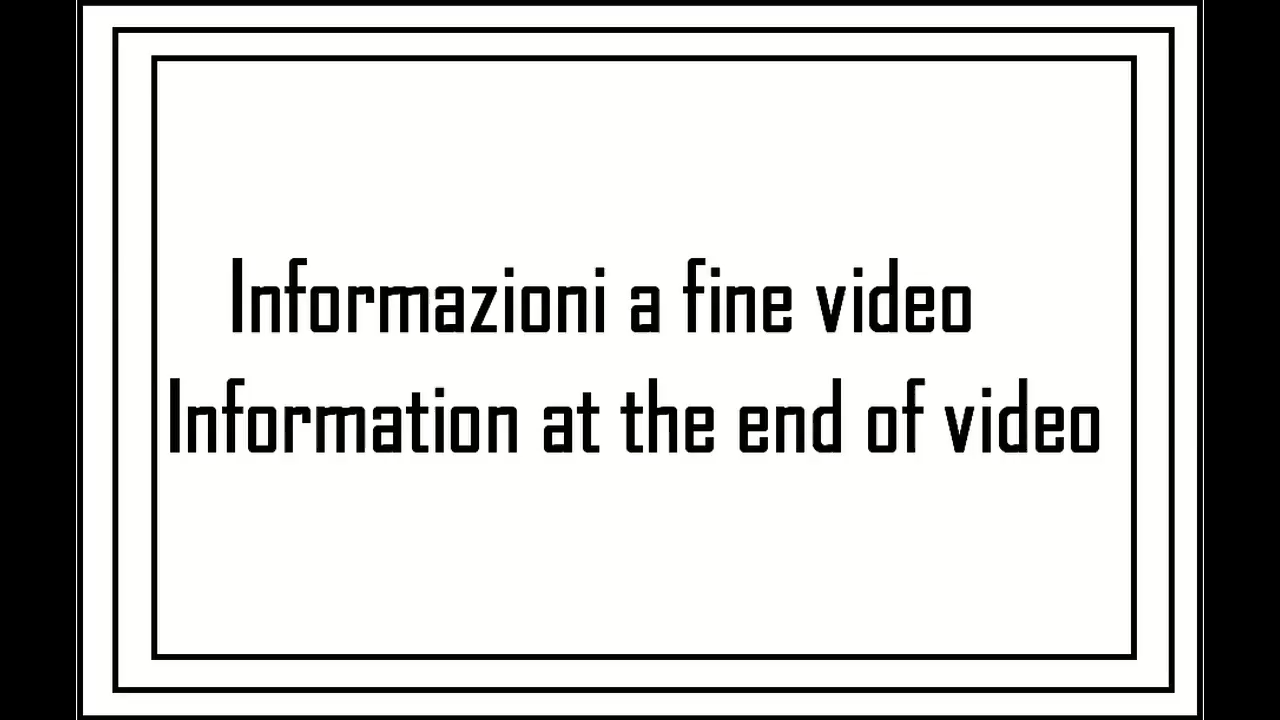 Informazioni a fine video
Information at the end of video